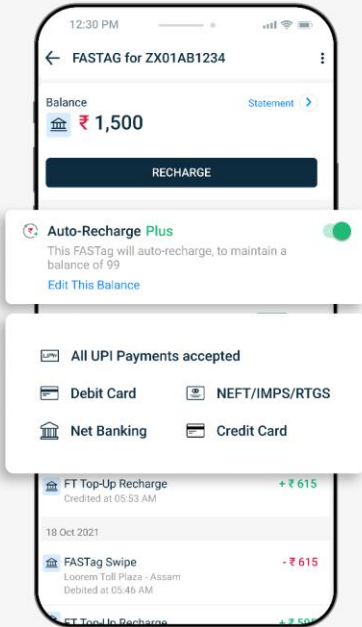 12:30 PM
FASTAG for ZX01AB1234
Balance
Statement
₹ 1,500
RECHARGE
Auto-Recharge Plus
This FASTag will auto-recharge, to maintain a
balance of 99
Edit This Balance
All UPI Payments accepted
Debit Card
NEFT/IMPS/RTGS
Net Banking
Credit Card
FT Top-Up Recharge
+ ₹ 615
Credited at 05:53 AM
18 Oct 2021
FASTag Swipe
- ₹ 615
Loorem Toll Plaza - Assam
Debited at 05:46 AM
FT Top-Up Recharge
+ ₹ 595